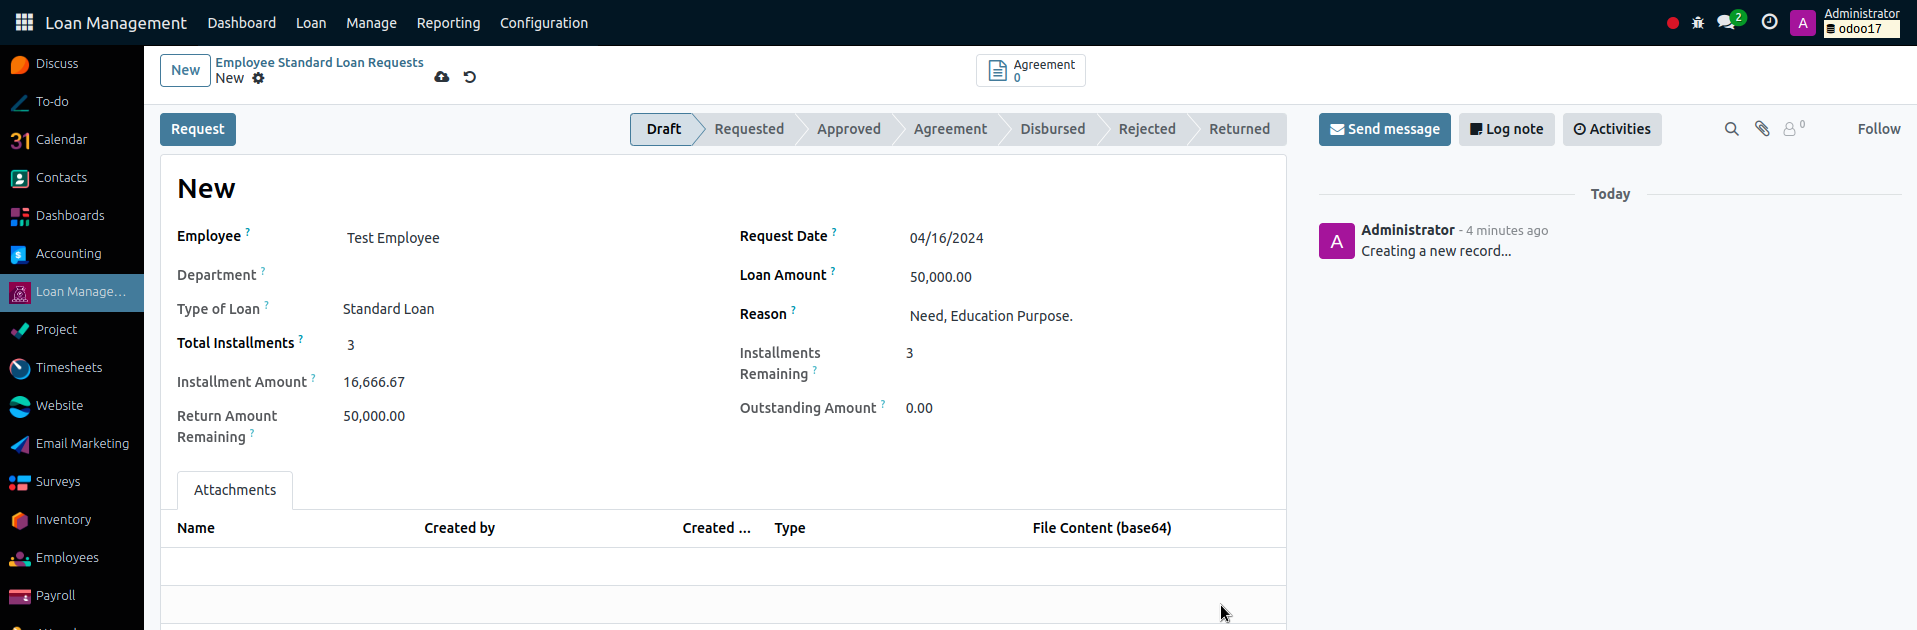 Loan Management Dashboard Loan Manage Reporting Configuration 2 A Administrator
odoo17
Discuss
To-do
31 Calendar
Contacts
Dashboards
Accounting
Loan Manage...
Project
Timesheets
Website
Email Marketing
Surveys
Inventory
Employees
Payroll
New Employee Standard Loan Requests
New
Agreement
0
Request Draft Requested Approved Agreement Disbursed Rejected Returned
Send message Log note Activities 0 Follow
New
Employee ? Test Employee
Department ?
Type of Loan ? Standard Loan
Total Installments ? 3
Installment Amount ? 16,666.67
Return Amount 50,000.00
Remaining ?
Request Date ? 04/16/2024
Loan Amount ? 50,000.00
Reason ? Need, Education Purpose.
Installments 3
Remaining ?
Outstanding Amount ? 0.00
Attachments
Name Created by Created ... Type File Content (base64)
Today
A Administrator - 4 minutes ago
Creating a new record...